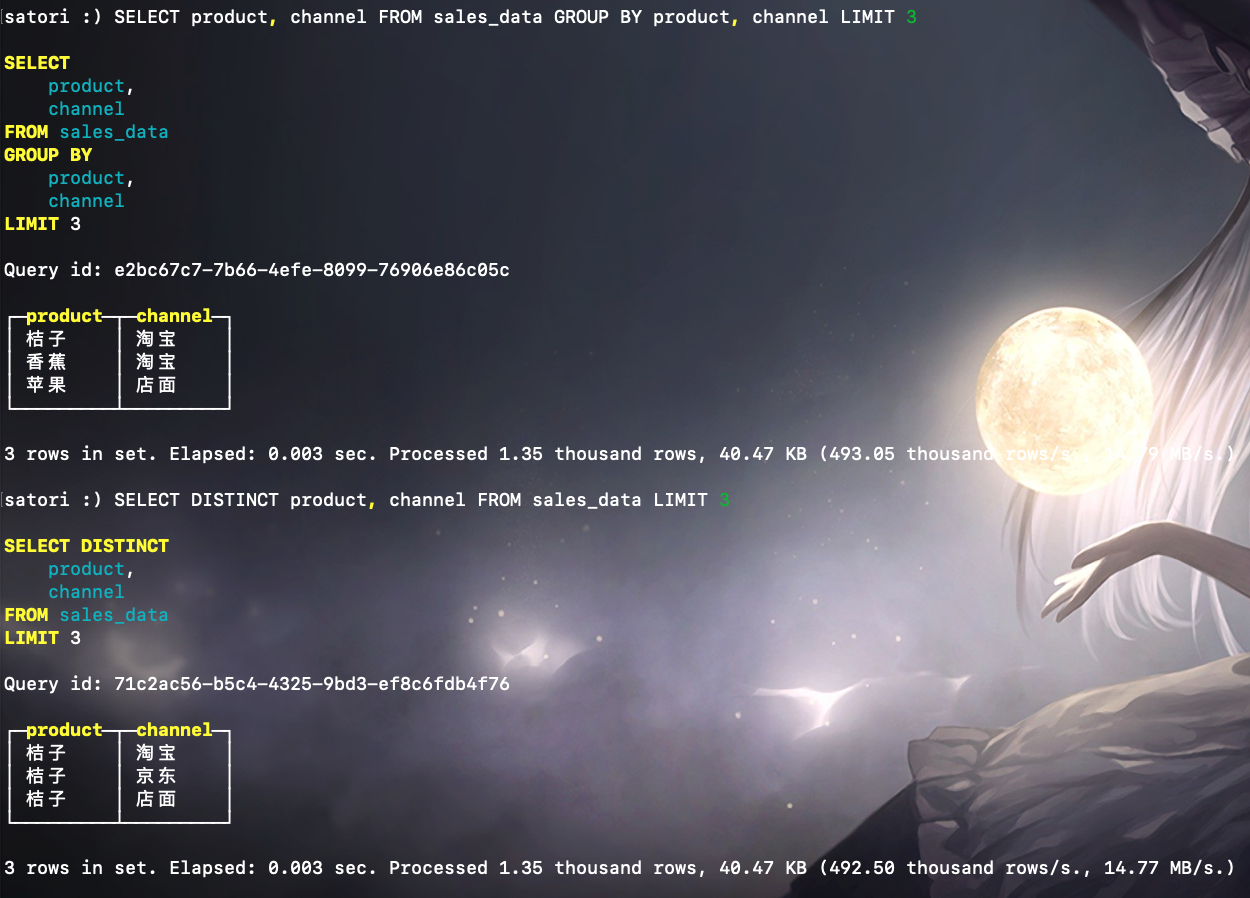 satori :) SELECT product, channel FROM sales_data GROUP BY product, channel LIMIT 3
SELECT
product,
channel
FROM sales_data
GROUP BY
product,
channel
LIMIT 3
Query id: e2bc67c7-7b66-4efe-8099-76906e86c05c
product channel
桔子 淘宝
香蕉 淘宝
苹果 店面
3 rows in set. Elapsed: 0.003 sec. Processed 1.35 thousand rows, 40.47 KB (493.05 thousand rows/s., 14.79 MB/s.)
satori :) SELECT DISTINCT product, channel FROM sales_data LIMIT 3
SELECT DISTINCT
product,
channel
FROM sales_data
LIMIT 3
Query id: 71c2ac56-b5c4-4325-9bd3-ef8c6fdb4f76
product channel
桔子 淘宝
桔子 京东
桔子 店面
3 rows in set. Elapsed: 0.003 sec. Processed 1.35 thousand rows, 40.47 KB (492.50 thousand rows/s., 14.77 MB/s.)